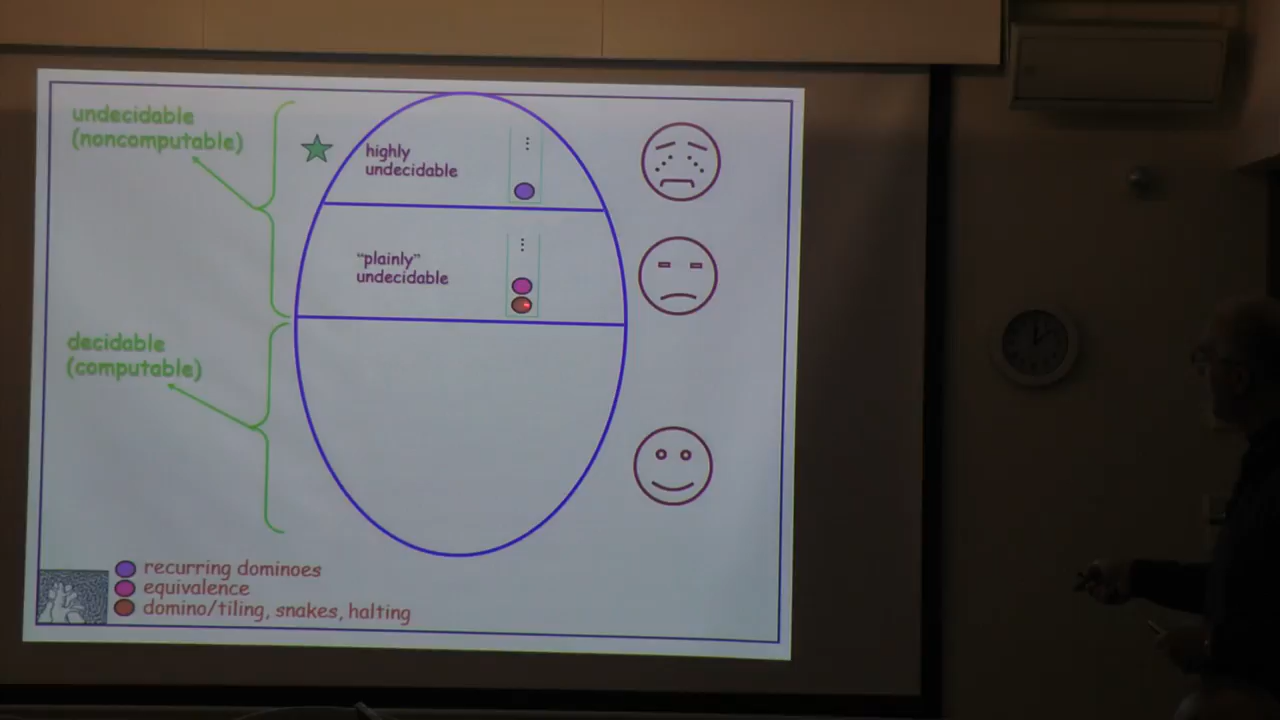 undecidable
(noncomputable)
highly
undecidable
⋮
"plainly"
undecidable
⋮
decidable
(computable)
recurring dominoes
equivalence
domino/tiling, snakes, halting